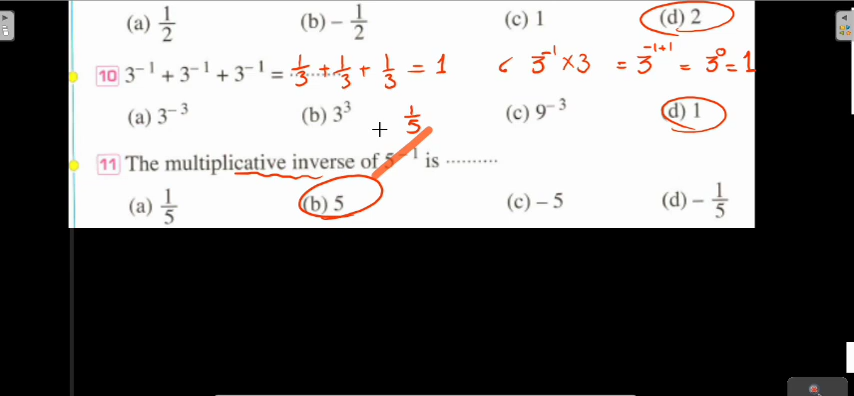 (a) 1/2 (b) - 1/2 (c) 1 (d) 2
10 3⁻¹ + 3⁻¹ + 3⁻¹ = ......... 1/3 + 1/3 + 1/3 = 1 ‹ 3⁻¹ × 3 = 3⁻¹⁺¹ = 3⁰ = 1
(a) 3⁻³ (b) 3³ (c) 9⁻³ (d) 1
1/5
11 The multiplicative inverse of 5⁻¹ is ..........
(a) 1/5 (b) 5 (c) – 5 (d) – 1/5